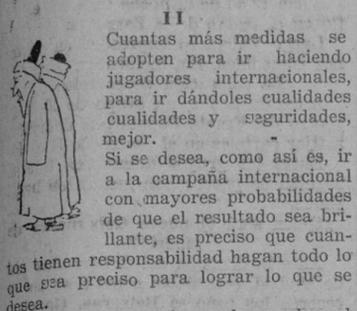 II
Cuantas más medidas se
adopten para ir haciendo
jugadores internacionales,
para ir dándoles cualidades
cualidades y seguridades,
mejor.
Si se desea, como así es, ir
a la campaña internacional
con mayores probabilidades
de que el resultado sea bri-
llante, es preciso que cuan-
tos tienen responsabilidad hagan todo lo
que sea preciso para lograr lo que se
desea.